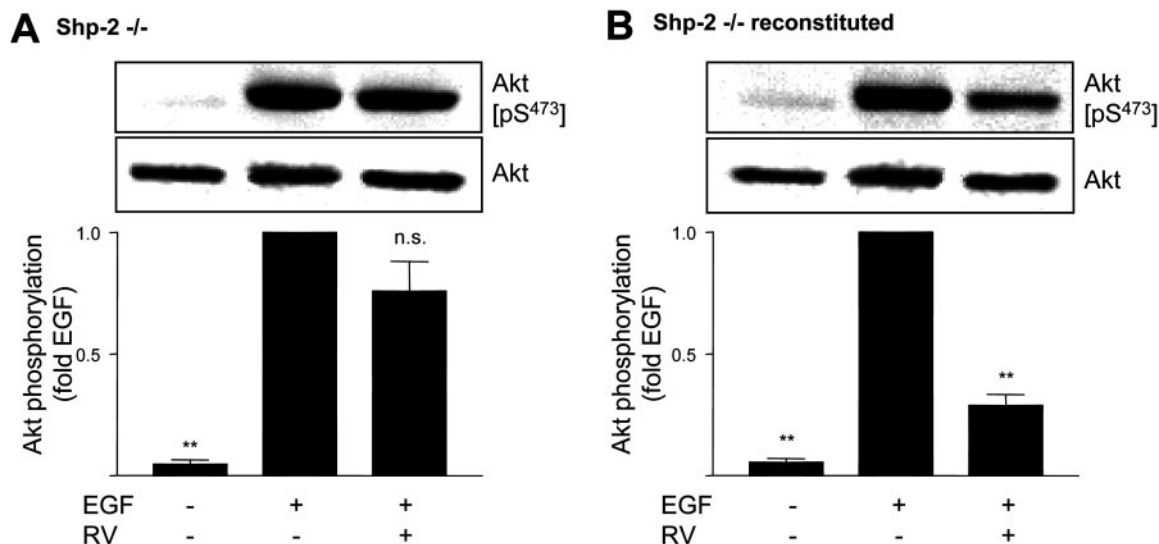 A Shp-2 -/-
Akt
[pS473]
Akt
Akt phosphorylation
(fold EGF)
1.0
0.5
**
n.s.
EGF - + +
RV - - +
B Shp-2 -/- reconstituted
Akt
[pS473]
Akt
Akt phosphorylation
(fold EGF)
1.0
0.5
**
**
EGF - + +
RV - - +